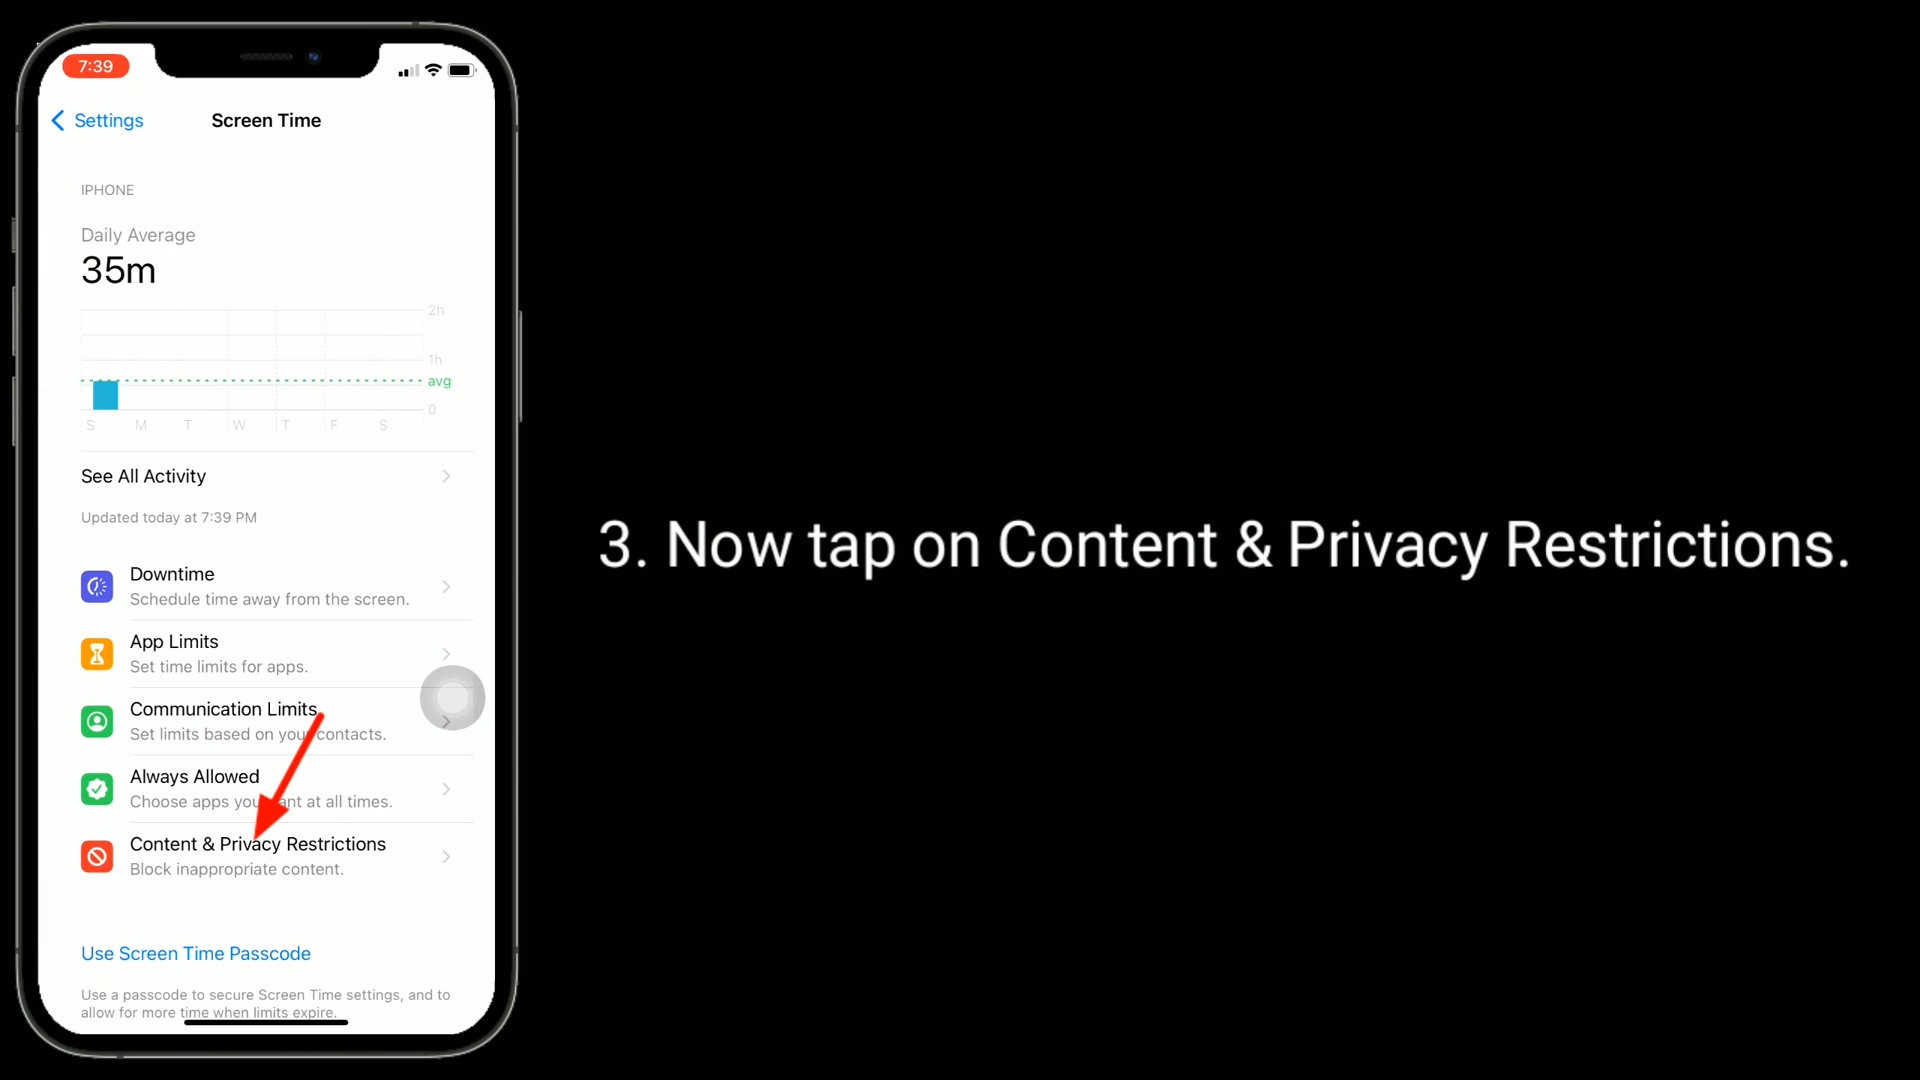 7:39
Settings
Screen Time
IPHONE
Daily Average
35m
2h
1h
avg
0
S M T W T F S
See All Activity
Updated today at 7:39 PM
Downtime
Schedule time away from the screen.
App Limits
Set time limits for apps.
Communication Limits
Set limits based on your contacts.
Always Allowed
Choose apps you want at all times.
Content & Privacy Restrictions
Block inappropriate content.
Use Screen Time Passcode
Use a passcode to secure Screen Time settings, and to
allow for more time when limits expire.
3. Now tap on Content & Privacy Restrictions.